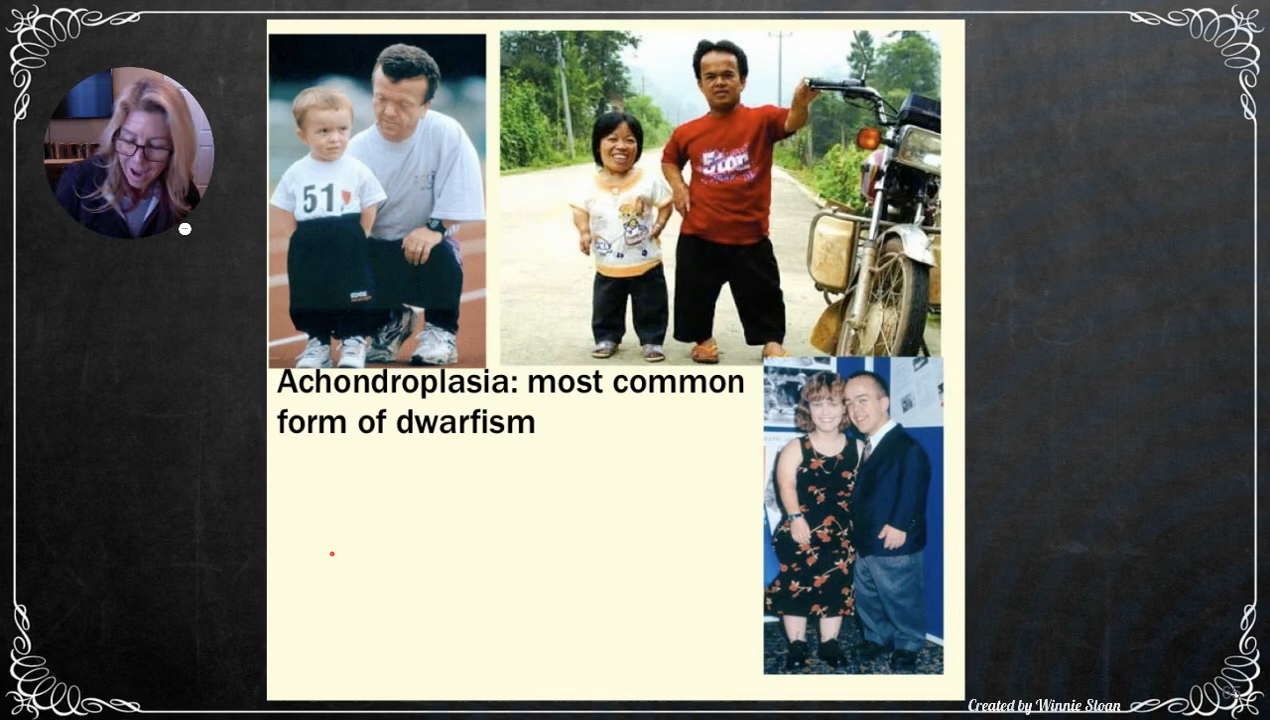 51
Achondroplasia: most common
form of dwarfism
Created by Winnie Sloan